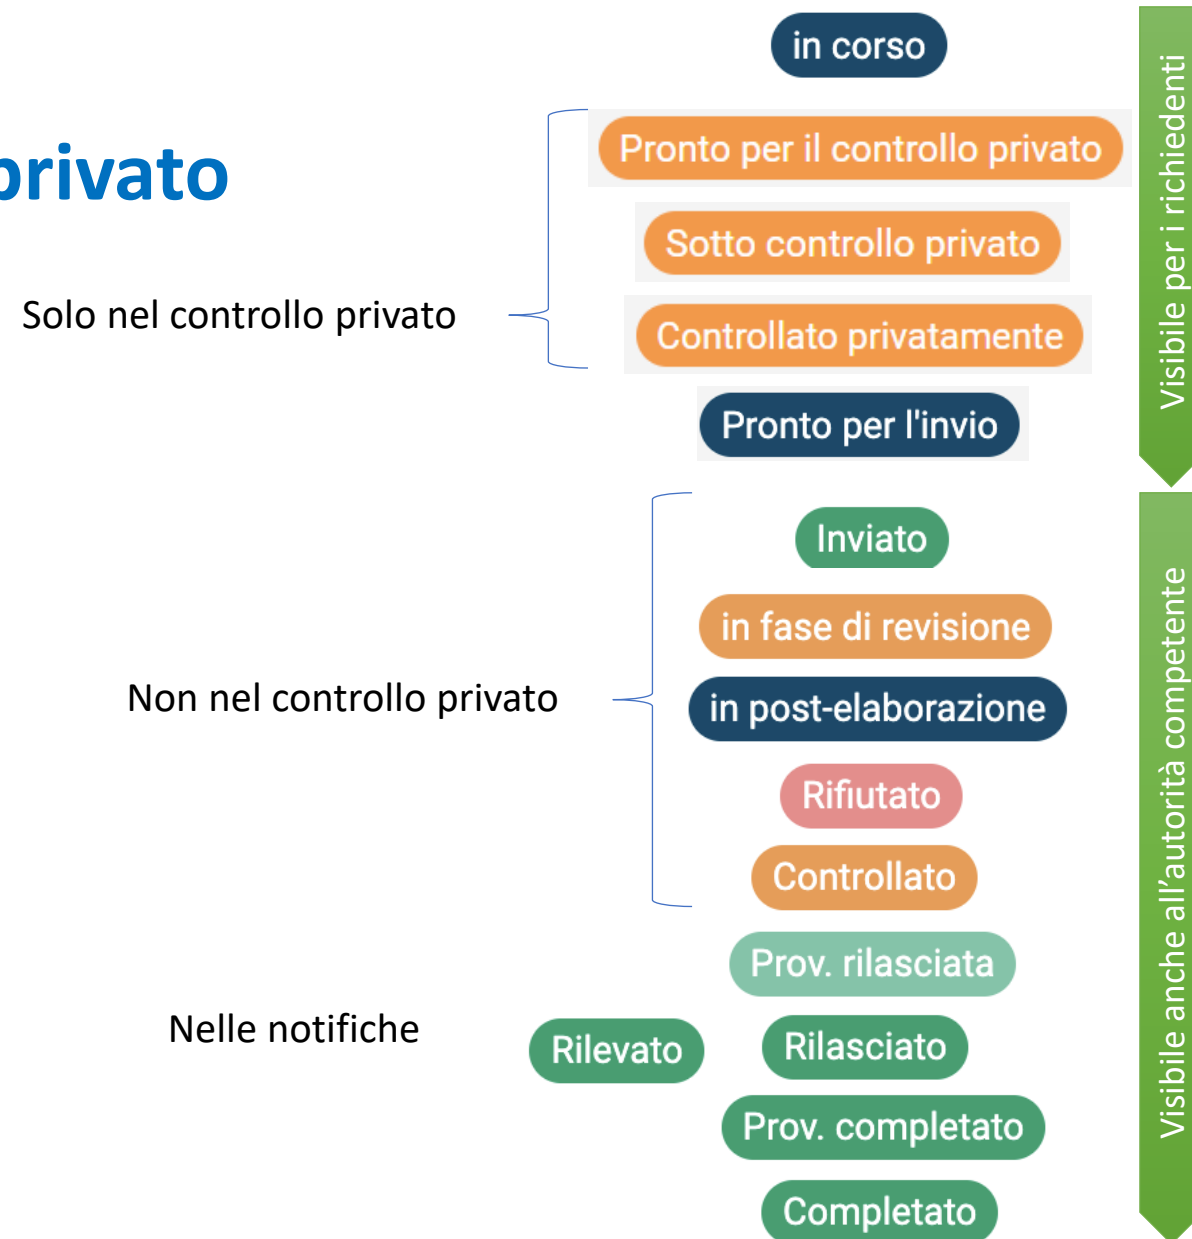 in corso
privato
Pronto per il controllo privato
Sotto controllo privato
Solo nel controllo privato
Controllato privatamente
Pronto per l'invio
Visibile per i richiedenti
Inviato
in fase di revisione
Non nel controllo privato
in post-elaborazione
Rifiutato
Controllato
Prov. rilasciata
Nelle notifiche
Rilevato
Rilasciato
Prov. completato
Completato
Visibile anche all’autorità competente